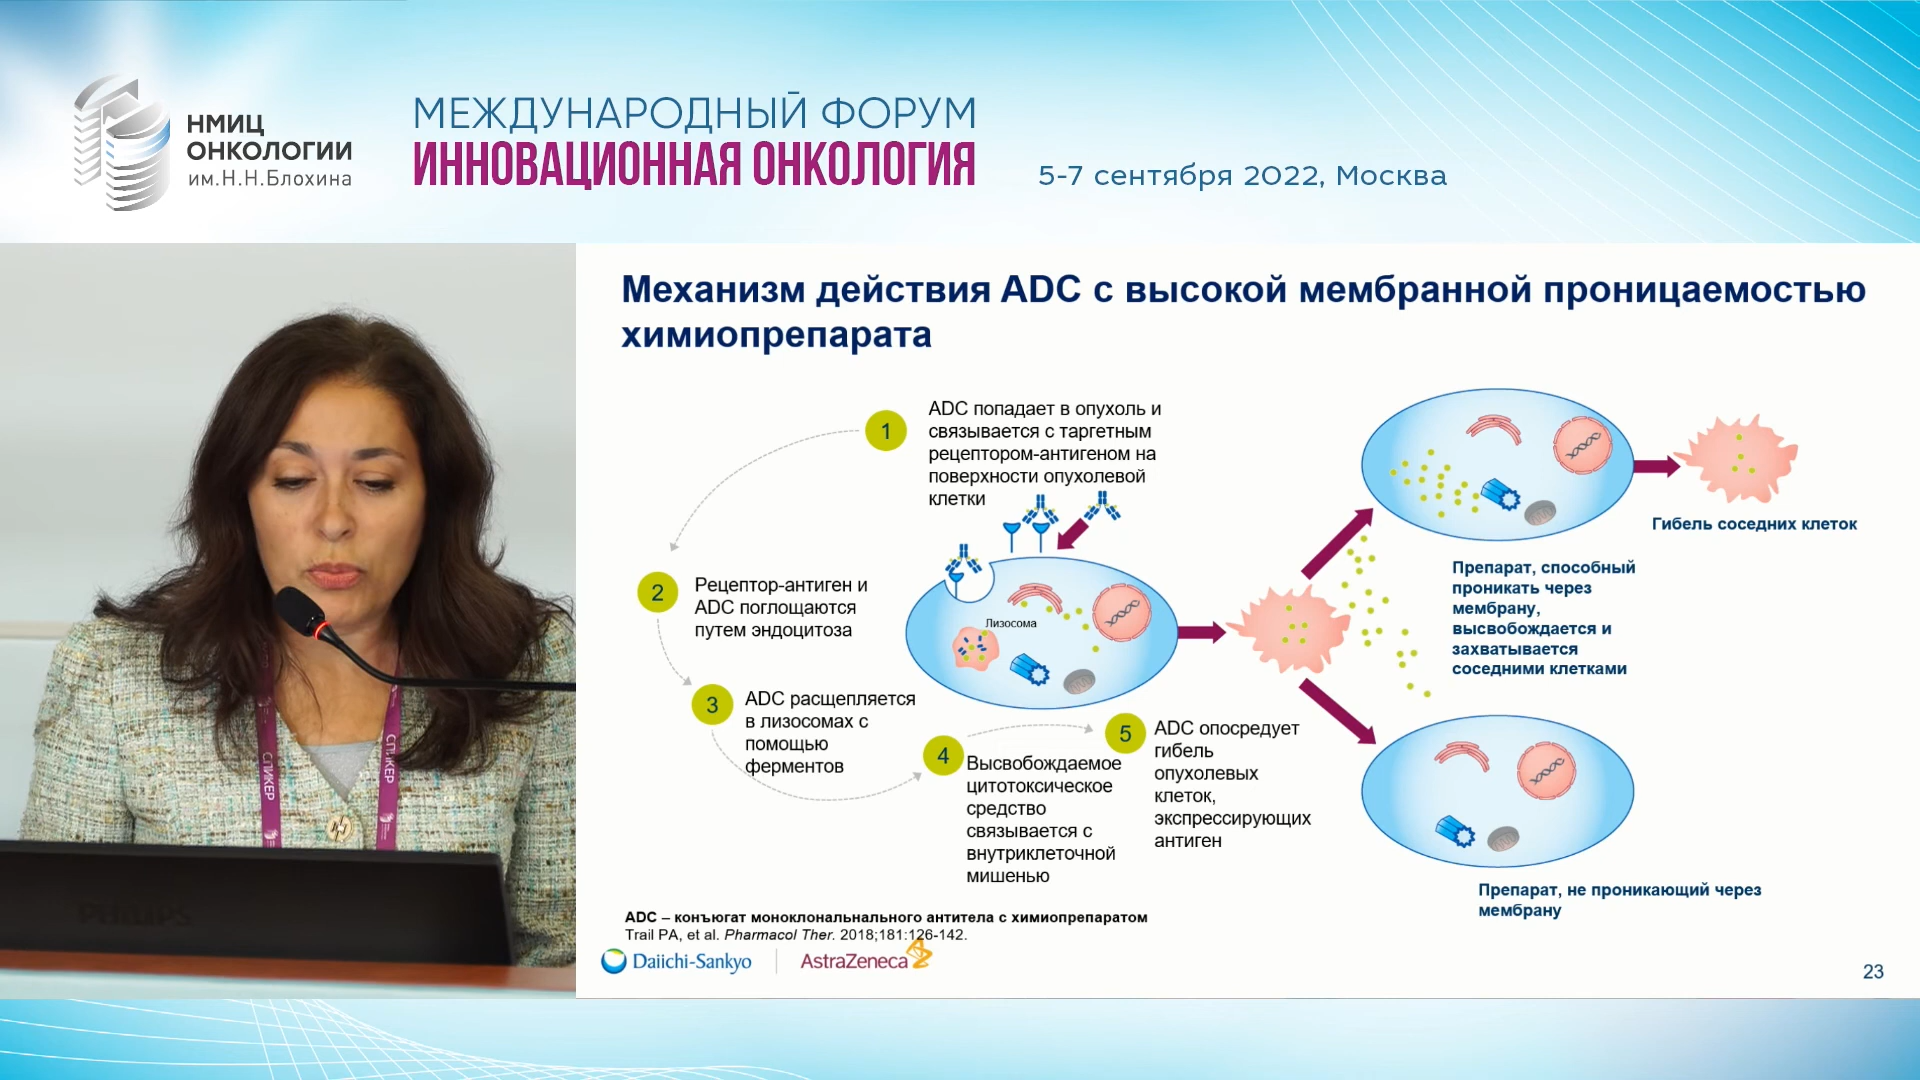 НМИЦ
ОНКОЛОГИИ
им.Н.Н.Блохина
МЕЖДУНАРОДНЫЙ ФОРУМ
ИННОВАЦИОННАЯ ОНКОЛОГИЯ
5-7 сентября 2022, Москва
Механизм действия ADC с высокой мембранной проницаемостью
химиопрепарата
1
ADC попадает в опухоль и
связывается с таргетным
рецептором-антигеном на
поверхности опухолевой
клетки
2
Рецептор-антиген и
ADC поглощаются
путем эндоцитоза
3
ADC расщепляется
в лизосомах с
помощью
ферментов
4
Высвобождаемое
цитотоксическое
средство
связывается с
внутриклеточной
мишенью
5
ADC опосредует
гибель
опухолевых
клеток,
экспрессирующих
антиген
Лизосома
Гибель соседних клеток
Препарат, способный
проникать через
мембрану,
высвобождается и
захватывается
соседними клетками
Препарат, не проникающий через
мембрану
ADC – конъюгат моноклональнального антитела с химиопрепаратом
Trail PA, et al. Pharmacol Ther. 2018;181:126-142.
Daiichi-Sankyo
AstraZeneca
23
СПИКЕР
СПИКЕР
PHILIPS